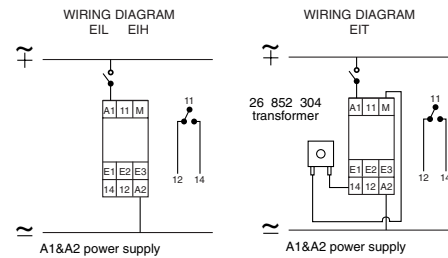 WIRING DIAGRAM
EIL EIH
A1 11 M
E1 E2 E3
14 12 A2
11
12 14
A1&A2 power supply
WIRING DIAGRAM
EIT
26 852 304
transformer
A1 11 M
E1 E2 E3
14 12 A2
11
12 14
A1&A2 power supply